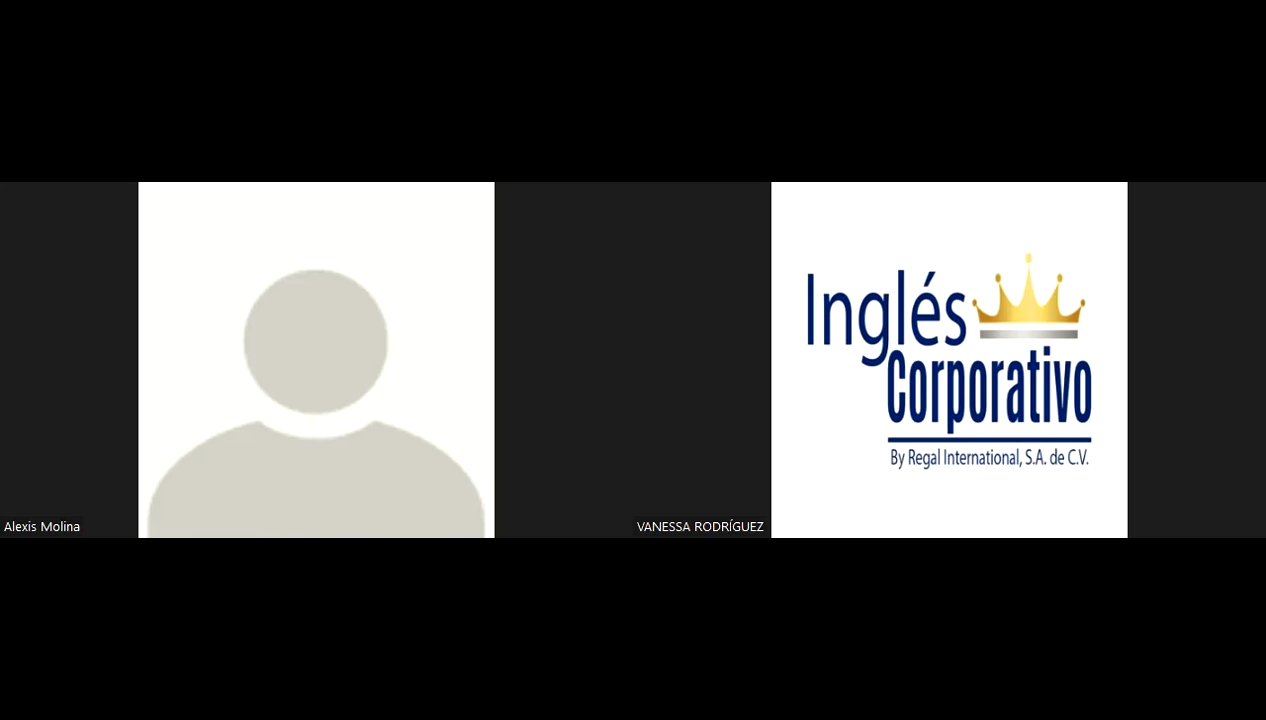 Inglés
Corporativo
By Regal International, S.A. de C.V.
Alexis Molina
VANESSA RODRÍGUEZ